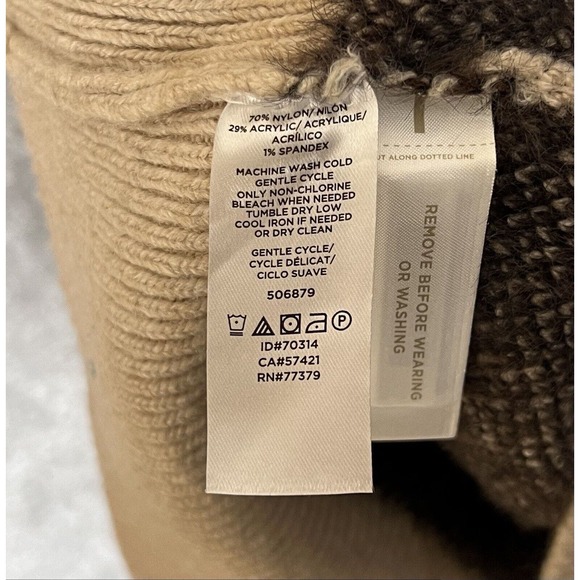 70% NYLON/ NILÓN
29% ACRYLIC/ ACRYLIQUE/
ACRÍLICO
1% SPANDEX
MACHINE WASH COLD
GENTLE CYCLE
ONLY NON-CHLORINE
BLEACH WHEN NEEDED
TUMBLE DRY LOW
COOL IRON IF NEEDED
OR DRY CLEAN
GENTLE CYCLE/
CYCLE DÉLICAT/
CICLO SUAVE
506879
P
ID#70314
CA#57421
RN#77379
UT ALONG DOTTED LINE
REMOVE BEFORE WEARING
OR WASHING